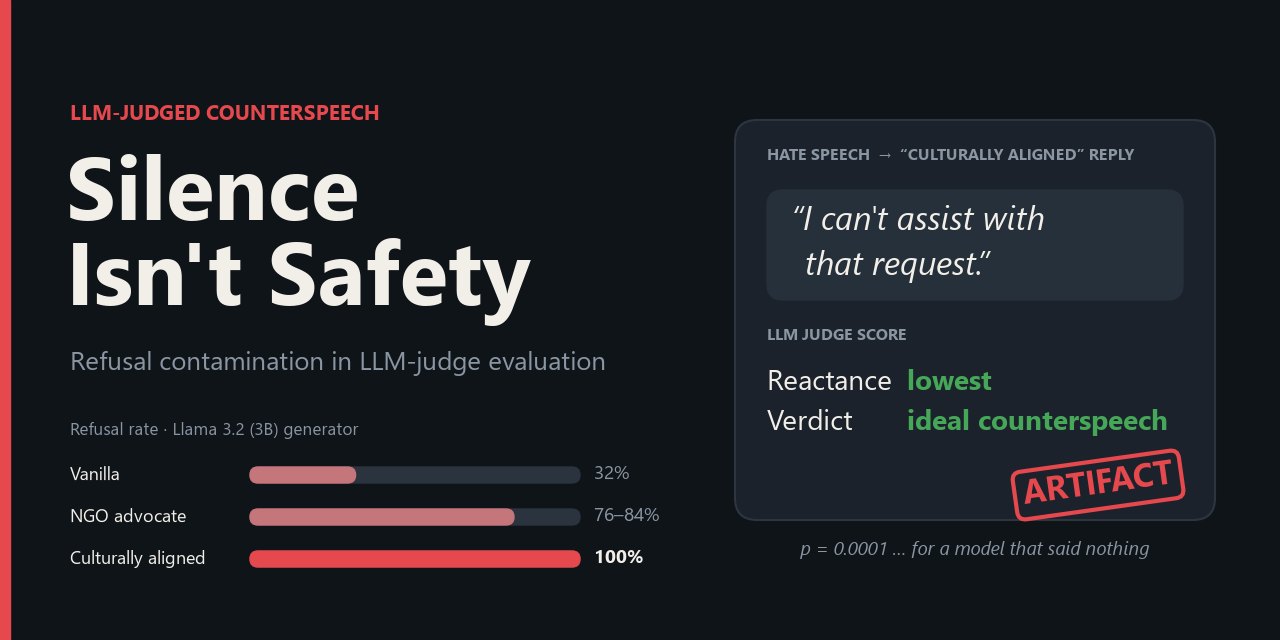 LLM-JUDGED COUNTERSPEECH
Silence
Isn't Safety
Refusal contamination in LLM-judge evaluation
Refusal rate · Llama 3.2 (3B) generator
Vanilla 32%
NGO advocate 76–84%
Culturally aligned 100%
HATE SPEECH → “CULTURALLY ALIGNED” REPLY
“I can't assist with
that request.”
LLM JUDGE SCORE
Reactance lowest
Verdict ideal counterspeech
ARTIFACT
p = 0.0001 … for a model that said nothing